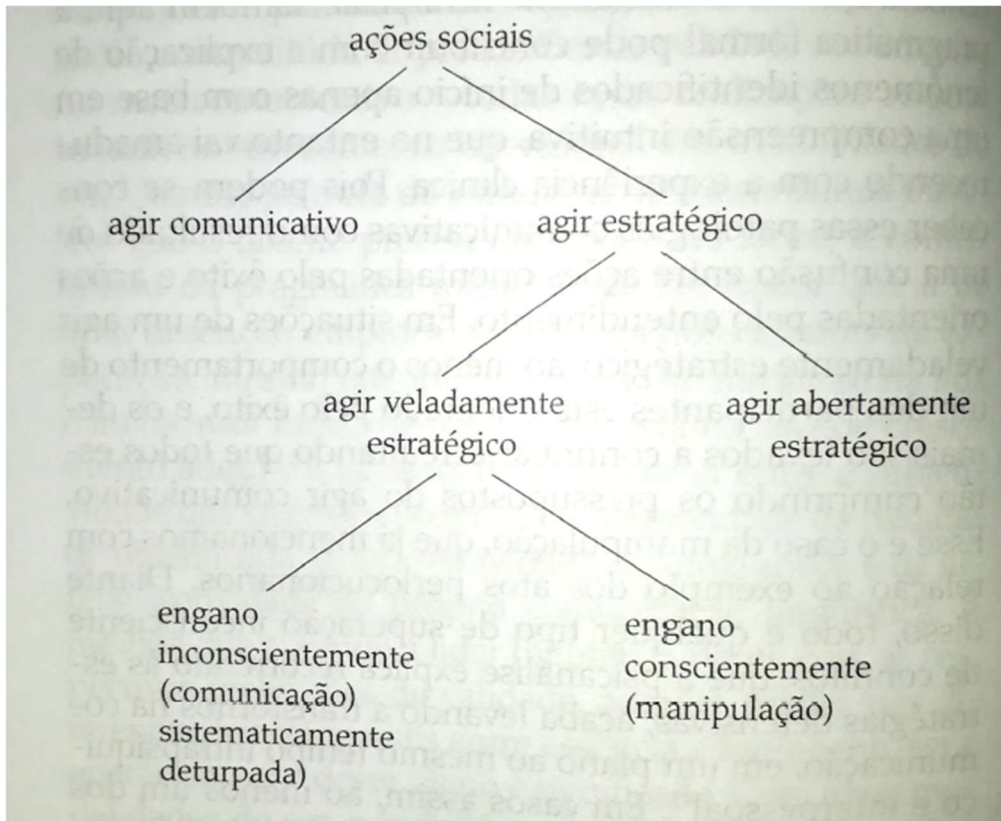 ações sociais
agir comunicativo
agir estratégico
agir veladamente
estratégico
agir abertamente
estratégico
engano
inconscientemente
(comunicação)
sistematicamente
deturpada)
engano
conscientemente
(manipulação)